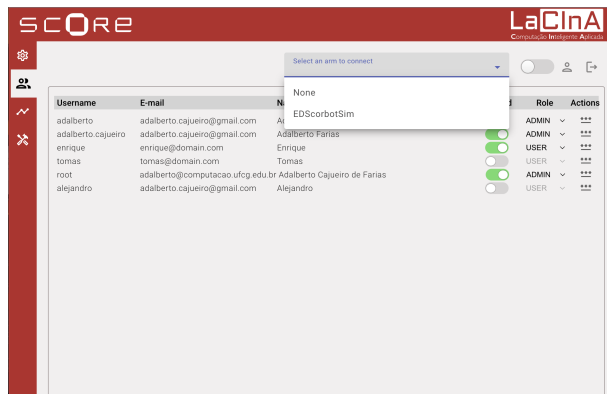 SCORE
LaCInA
Computação Inteligente Aplicada
Select an arm to connect
None
EDScorbotSim
Username E-mail Role Actions
adalberto adalberto.cajueiro@gmail.com ADMIN
adalberto.cajueiro adalberto.cajueiro@gmail.com Adalberto Farias ADMIN
enrique enrique@domain.com Enrique USER
tomas tomas@domain.com Tomas USER
root adalberto@computacao.ufcg.edu.br Adalberto Cajueiro de Farias ADMIN
alejandro adalberto.cajueiro@gmail.com Alejandro USER